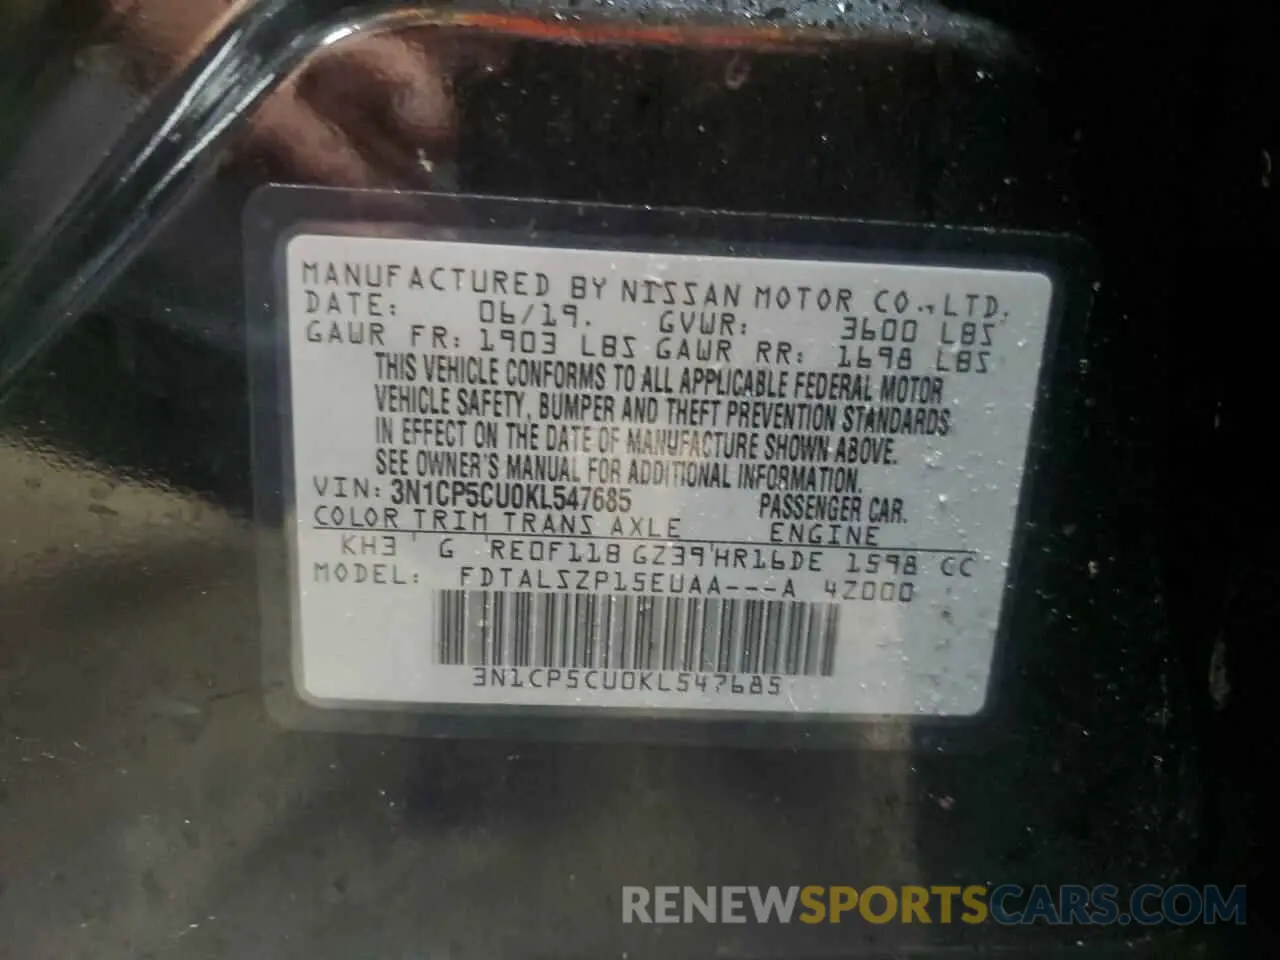 MANUFACTURED BY NISSAN MOTOR CO., LTD.
DATE: 06/19. GVWR: 3600 LBS
GAWR FR: 1903 LBS GAWR RR: 1698 LBS
THIS VEHICLE CONFORMS TO ALL APPLICABLE FEDERAL MOTOR
VEHICLE SAFETY, BUMPER AND THEFT PREVENTION STANDARDS
IN EFFECT ON THE DATE OF MANUFACTURE SHOWN ABOVE.
SEE OWNER'S MANUAL FOR ADDITIONAL INFORMATION.
VIN: 3N1CP5CU0KL547685 PASSENGER CAR.
COLOR TRIM TRANS AXLE ENGINE
KH3 ' G 'RE0F11B GZ39'HR16DE 1598 CC
MODEL: FDTALSZP15EUAA---A 4Z000
3N1CP5CU0KL547685
RENEWSPORTSCARS.COM